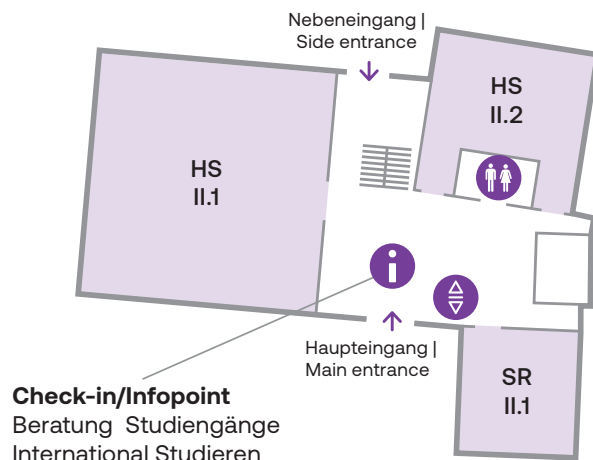 Nebeneingang |
Side entrance
HS
II.2
HS
II.1
Haupteingang |
Main entrance
SR
II.1
Check-in/Infopoint
Beratung Studiengänge
International Studieren